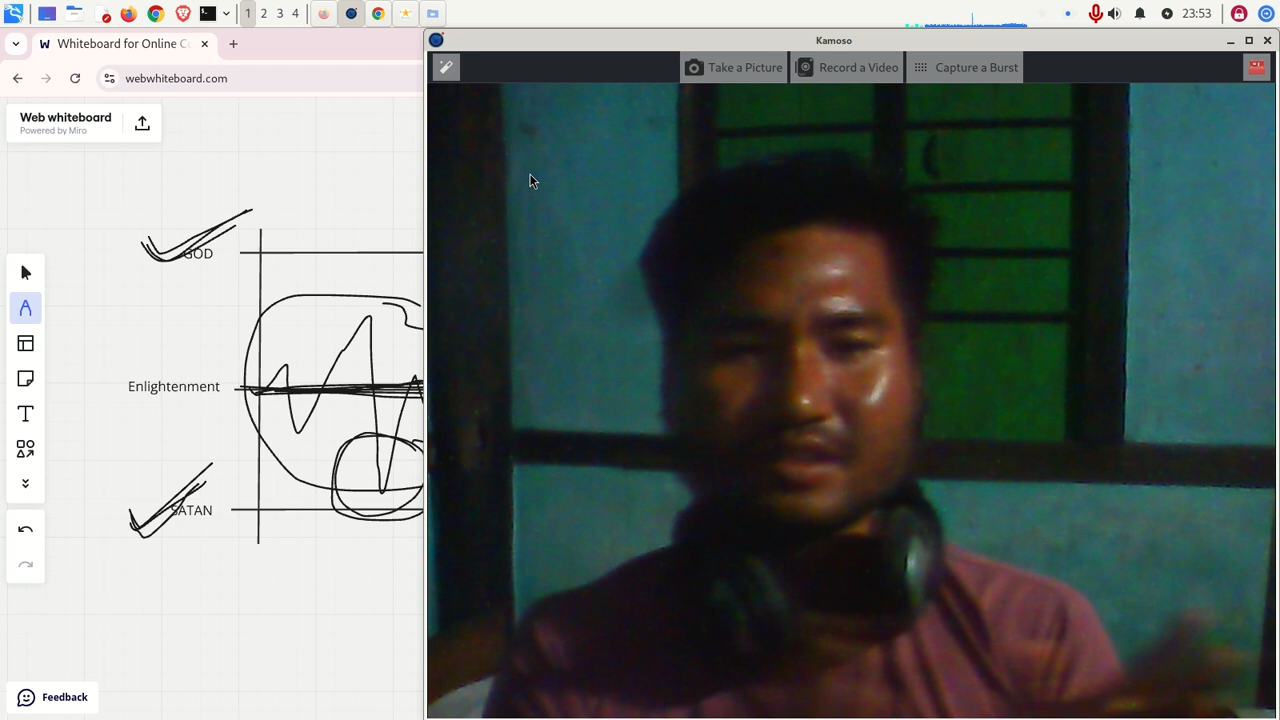 1 2 3 4
23:53
Whiteboard for Online Co
Kamoso
webwhiteboard.com
Take a Picture
Record a Video
Capture a Burst
Web whiteboard
Powered by Miro
GOD
Enlightenment
SATAN
Feedback